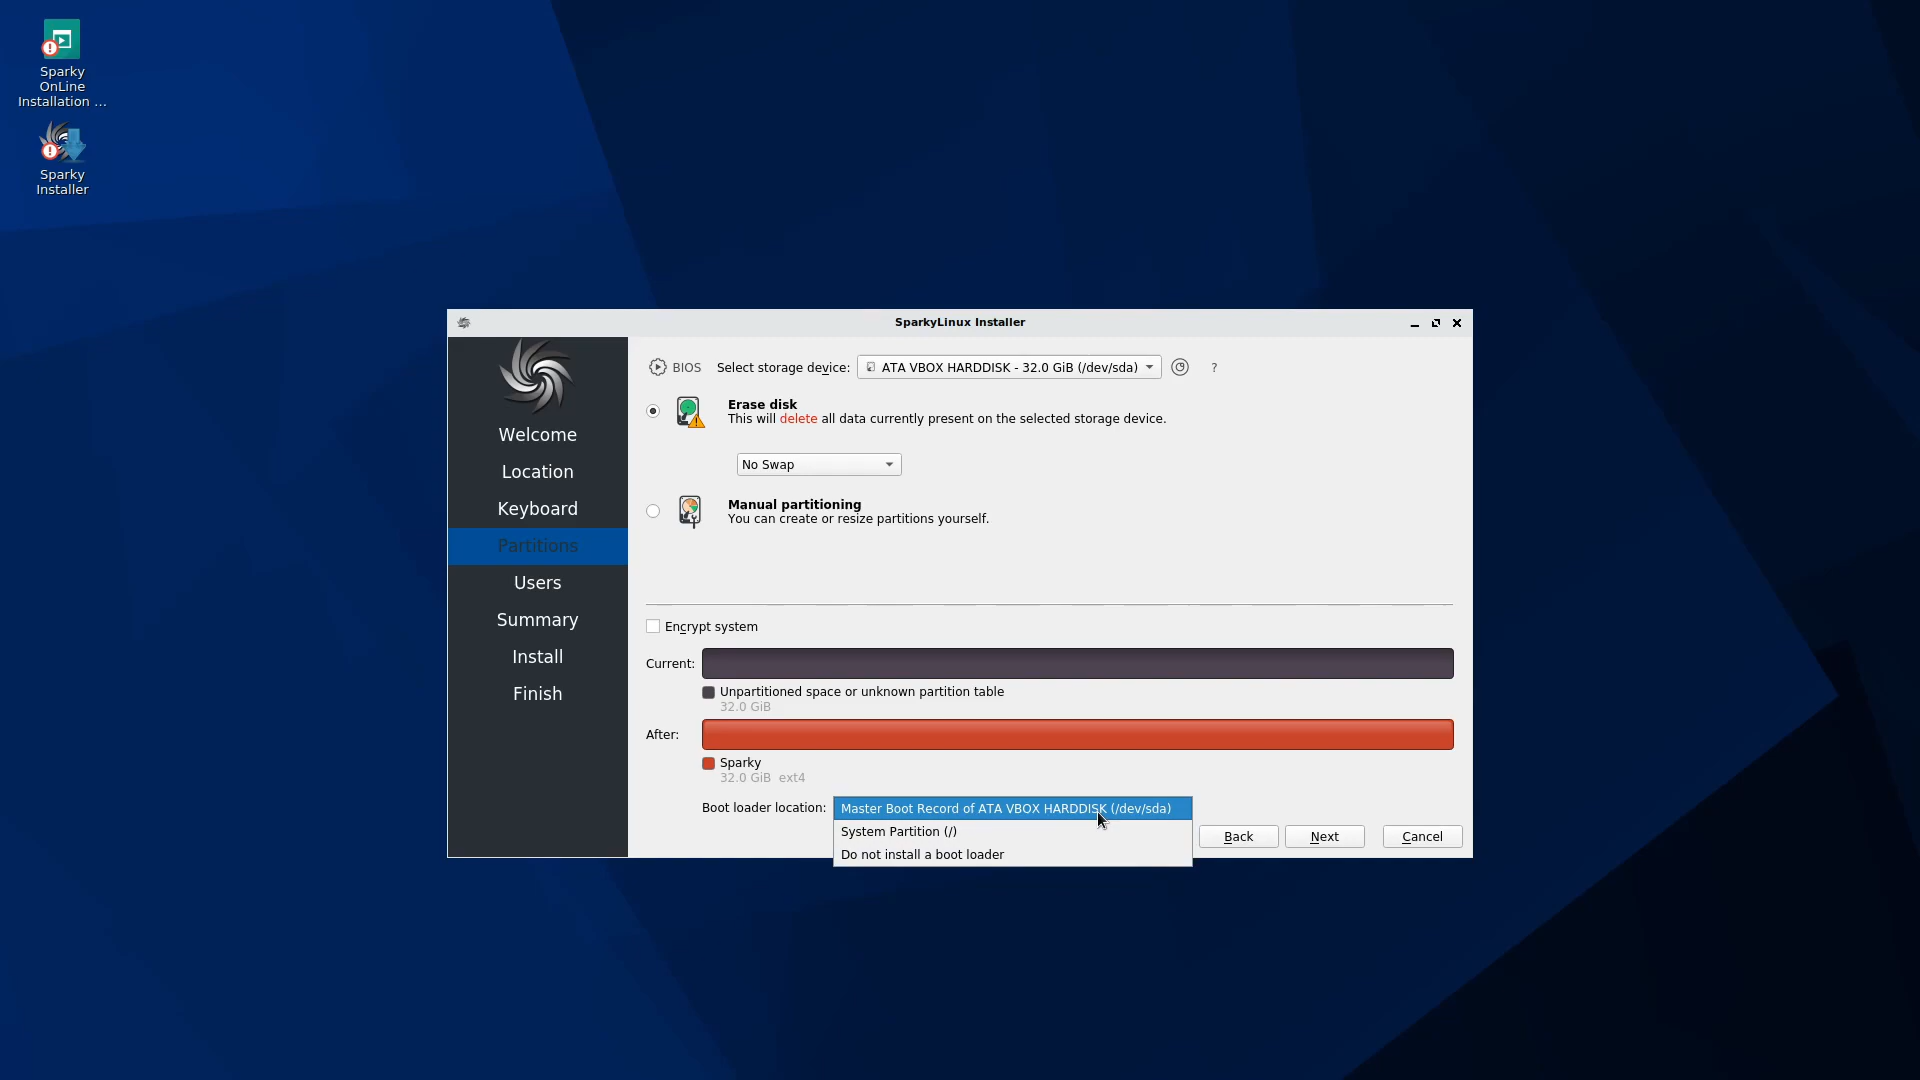 Sparky
OnLine
Installation ...
Sparky
Installer
SparkyLinux Installer
Welcome
Location
Keyboard
Partitions
Users
Summary
Install
Finish
BIOS Select storage device: ATA VBOX HARDDISK - 32.0 GiB (/dev/sda) ?
Erase disk
This will delete all data currently present on the selected storage device.
No Swap
Manual partitioning
You can create or resize partitions yourself.
Encrypt system
Current:
Unpartitioned space or unknown partition table
32.0 GiB
After:
Sparky
32.0 GiB ext4
Boot loader location: Master Boot Record of ATA VBOX HARDDISK (/dev/sda)
System Partition (/)
Do not install a boot loader
Back Next Cancel